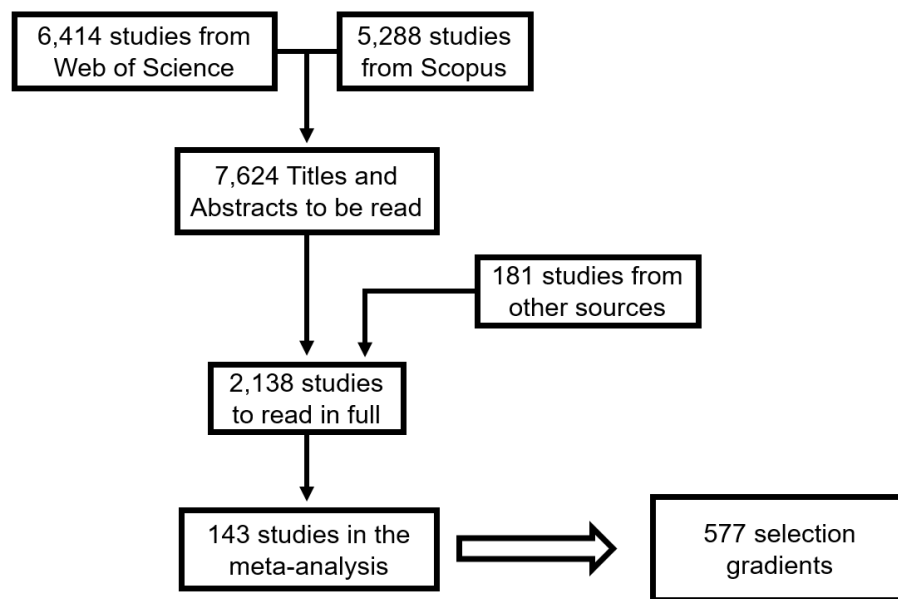 6,414 studies from
Web of Science
5,288 studies
from Scopus
7,624 Titles and
Abstracts to be read
181 studies from
other sources
2,138 studies
to read in full
143 studies in the
meta-analysis
577 selection
gradients